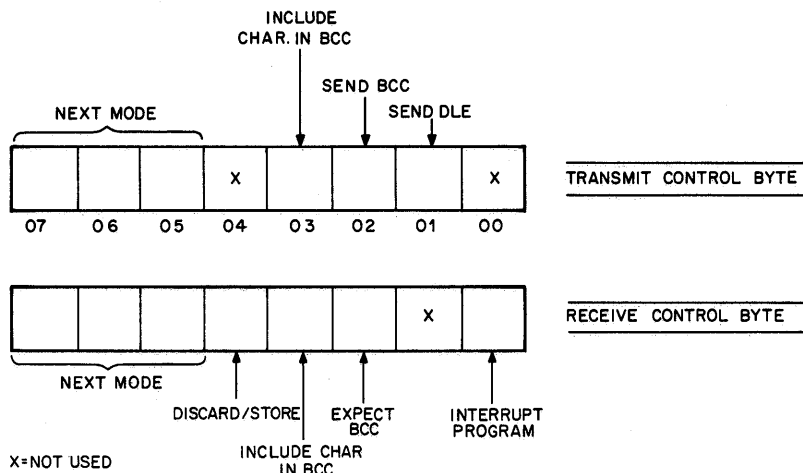 INCLUDE
CHAR. IN BCC
SEND BCC
SEND DLE
NEXT MODE
X
X
TRANSMIT CONTROL BYTE
07 06 05 04 03 02 01 00
X
RECEIVE CONTROL BYTE
NEXT MODE
DISCARD/STORE
EXPECT
BCC
INTERRUPT
PROGRAM
INCLUDE CHAR
IN BCC
X=NOT USED